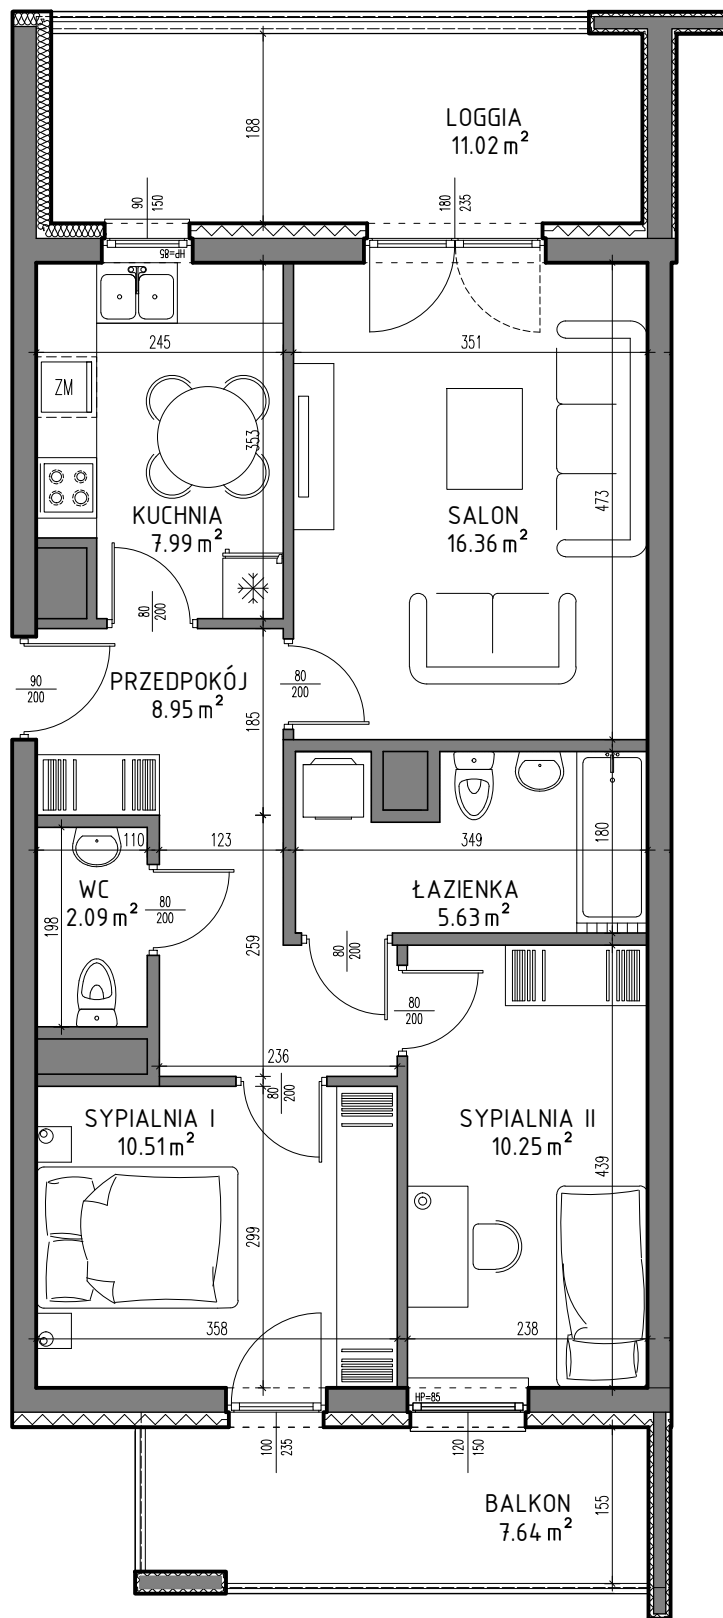 LOGGIA
11.02 m²
188
90
150
180
235
HP=85
245
351
ZM
353
473
KUCHNIA
7.99 m²
SALON
16.36 m²
80
200
90
200
PRZEDPOKÓJ
8.95 m²
80
200
185
110
123
349
180
WC
2.09 m²
80
200
ŁAZIENKA
5.63 m²
198
259
80
200
80
200
236
80
200
SYPIALNIA I
10.51 m²
SYPIALNIA II
10.25 m²
439
299
358
238
HP=85
100
235
120
150
BALKON
7.64 m²
155